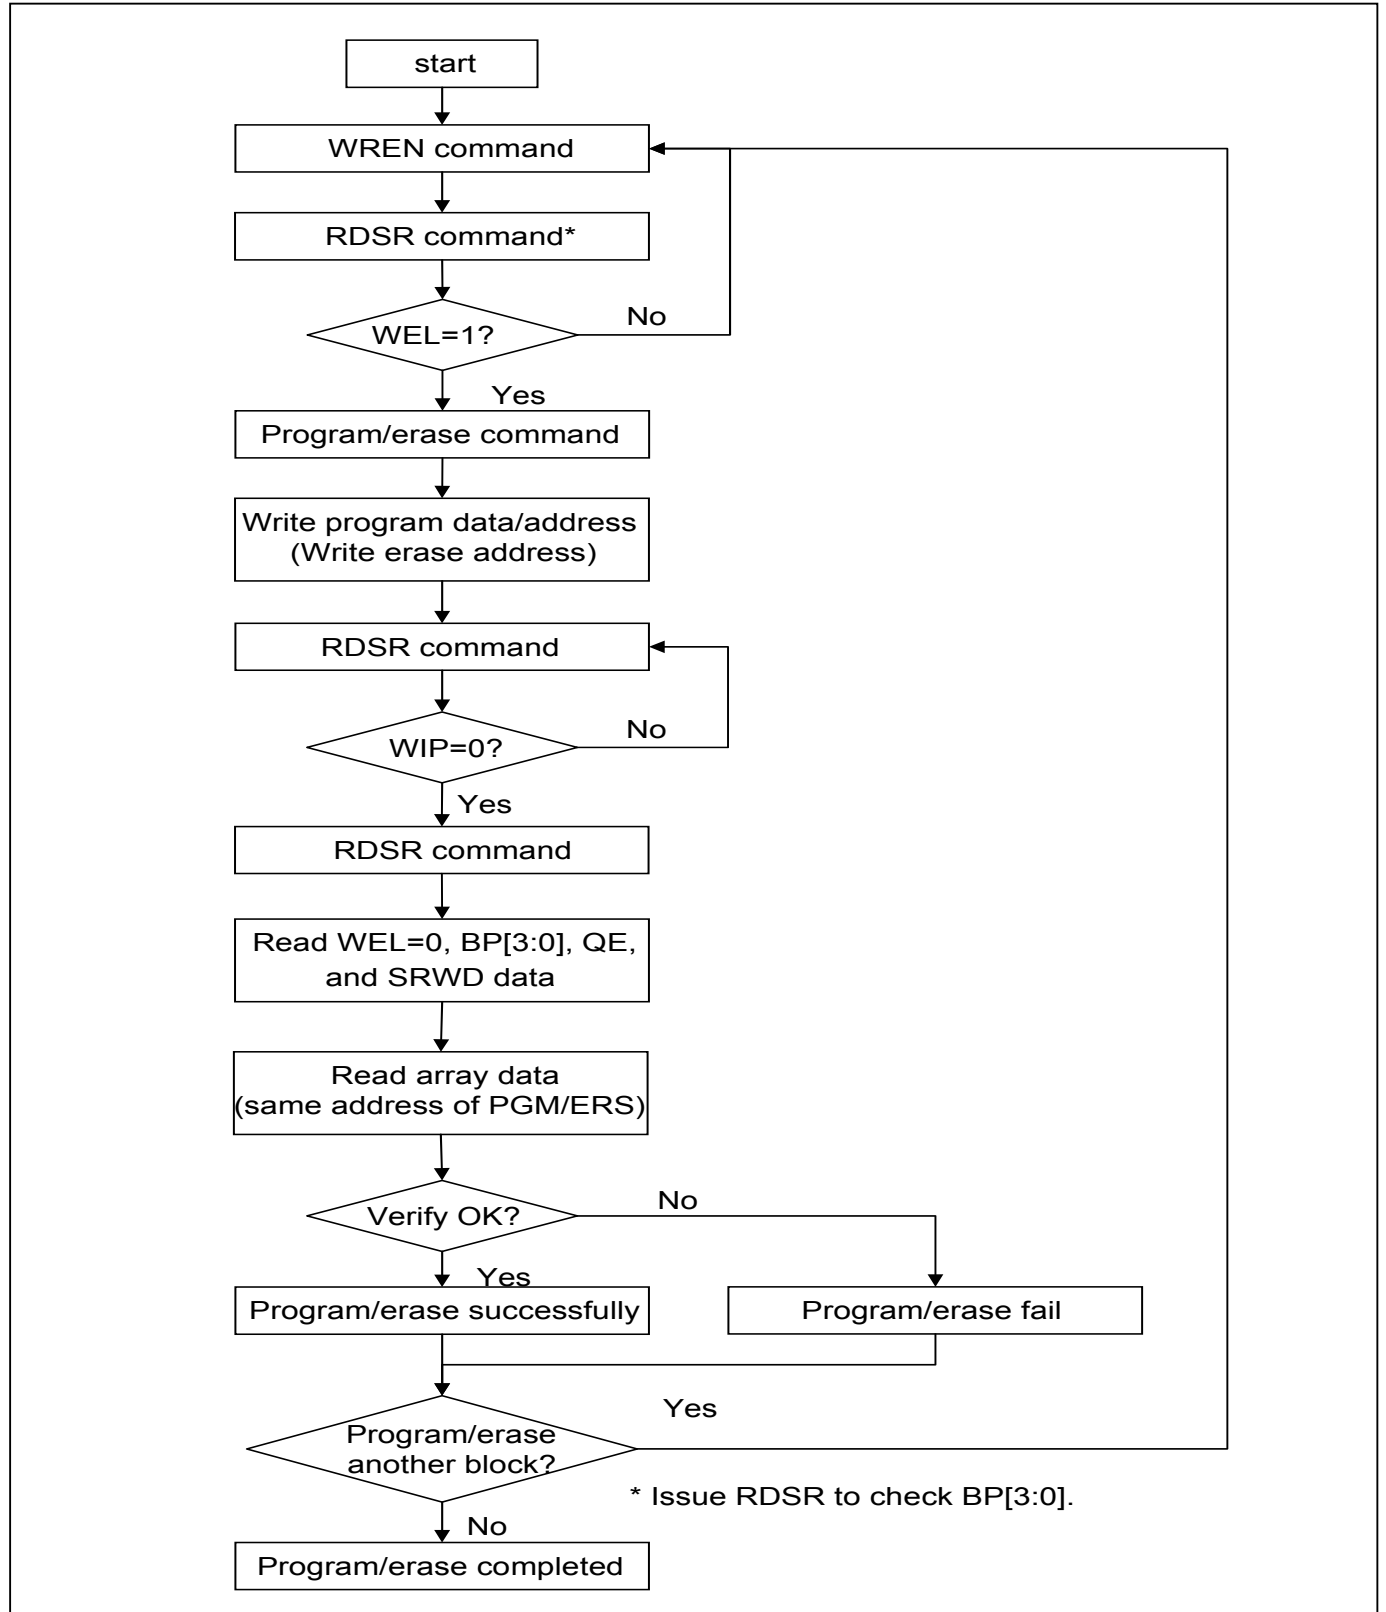 start
WREN command
RDSR command*
WEL=1?
No
Yes
Program/erase command
Write program data/address
(Write erase address)
RDSR command
WIP=0?
No
Yes
RDSR command
Read WEL=0, BP[3:0], QE,
and SRWD data
Read array data
(same address of PGM/ERS)
Verify OK?
No
Yes
Program/erase successfully
Program/erase fail
Program/erase
another block?
Yes
* Issue RDSR to check BP[3:0].
No
Program/erase completed